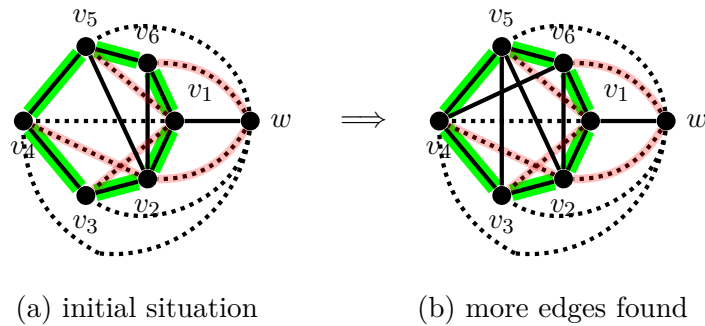 v5 v6 v1 w v4 v3 v2
⟹
v5 v6 v1 w v4 v3 v2
(a) initial situation
(b) more edges found